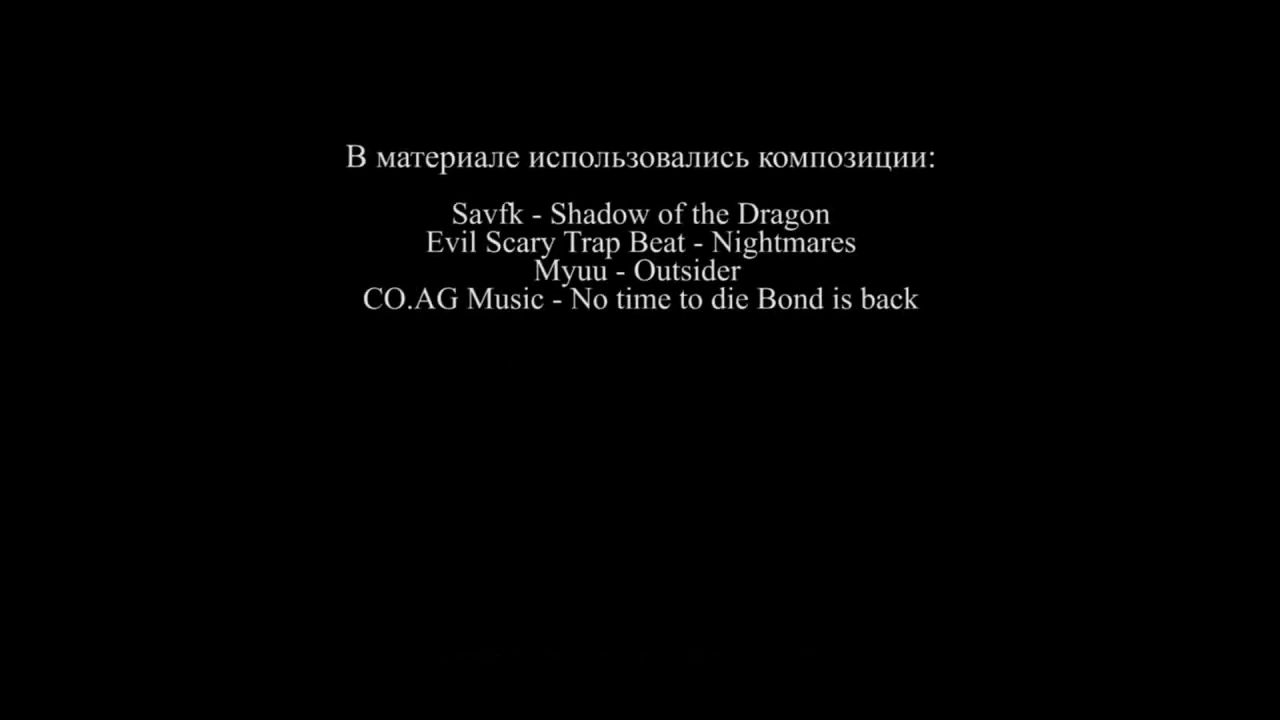 В материале использовались композиции:
Savfk - Shadow of the Dragon
Evil Scary Trap Beat - Nightmares
Myuu - Outsider
CO.AG Music - No time to die Bond is back